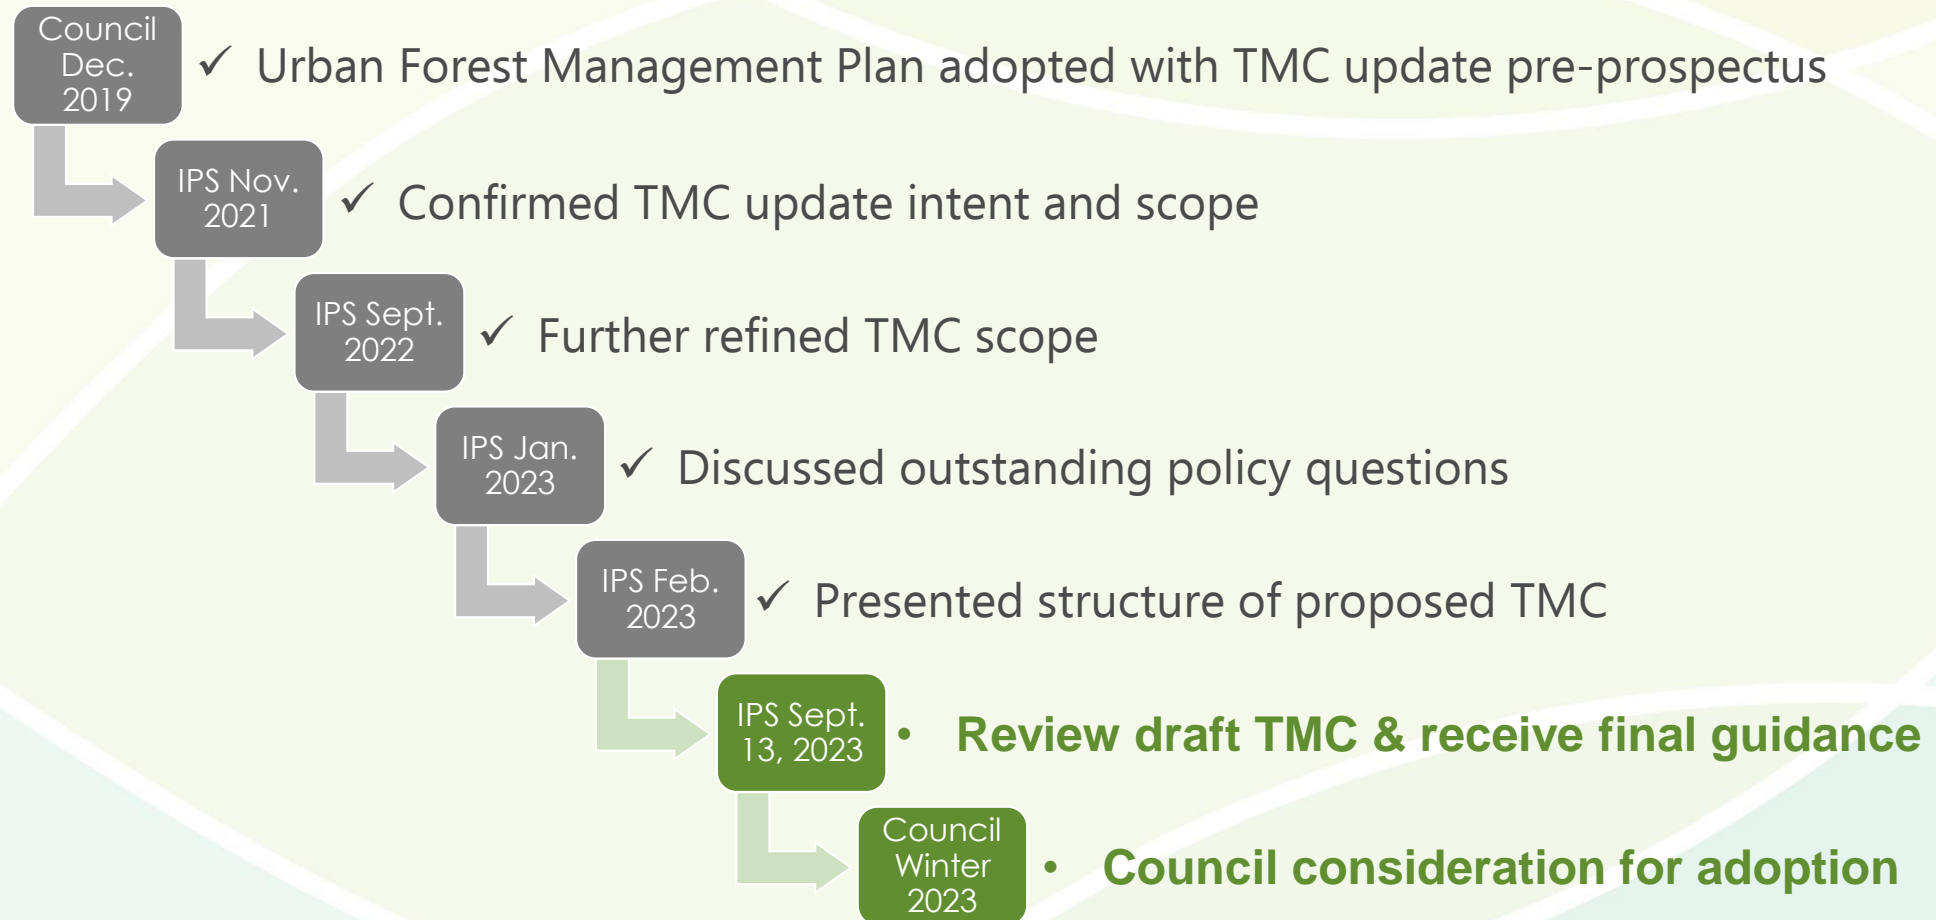 Council
Dec.
2019
✓ Urban Forest Management Plan adopted with TMC update pre-prospectus
IPS Nov.
2021
✓ Confirmed TMC update intent and scope
IPS Sept.
2022
✓ Further refined TMC scope
IPS Jan.
2023
✓ Discussed outstanding policy questions
IPS Feb.
2023
✓ Presented structure of proposed TMC
IPS Sept.
13, 2023
• Review draft TMC & receive final guidance
Council
Winter
2023
• Council consideration for adoption